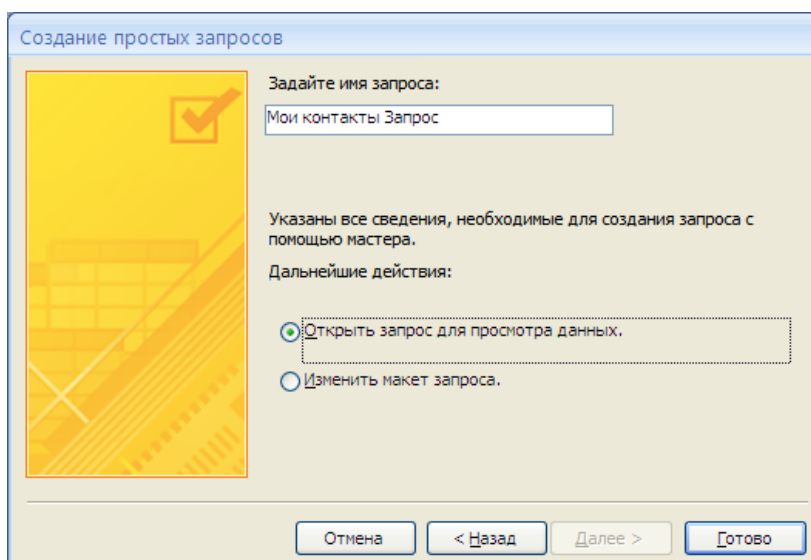 Создание простых запросов
Задайте имя запроса:
Мои контакты Запрос
Указаны все сведения, необходимые для создания запроса с
помощью мастера.
Дальнейшие действия:
Открыть запрос для просмотра данных.
Изменить макет запроса.
Отмена < Назад Далее > Готово